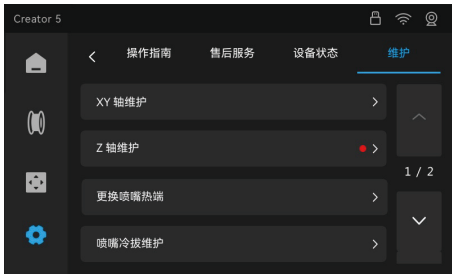 Creator 5
操作指南 售后服务 设备状态 维护
XY 轴维护
Z 轴维护
1 / 2
更换喷嘴热端
喷嘴冷拔维护